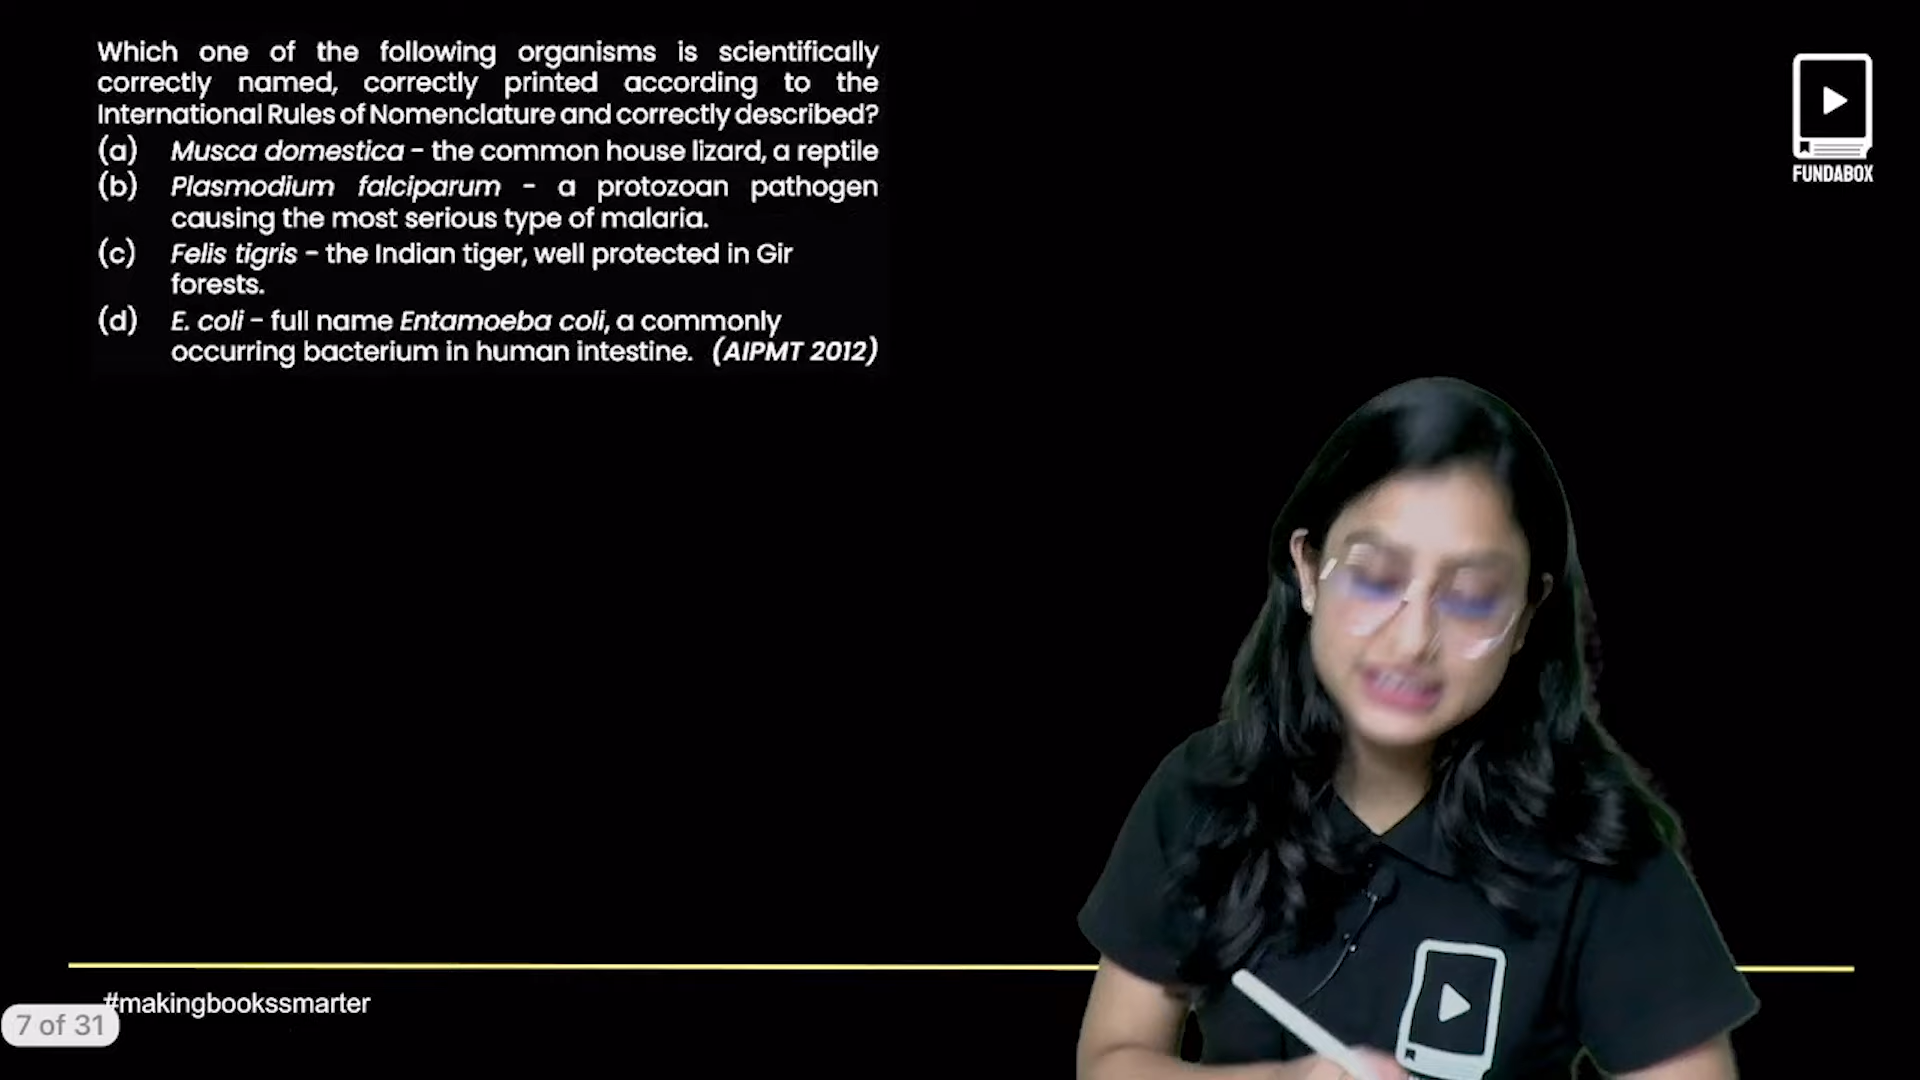 Which one of the following organisms is scientifically
correctly named, correctly printed according to the
International Rules of Nomenclature and correctly described?
(a) Musca domestica - the common house lizard, a reptile
(b) Plasmodium falciparum - a protozoan pathogen
causing the most serious type of malaria.
(c) Felis tigris - the Indian tiger, well protected in Gir
forests.
(d) E. coli - full name Entamoeba coli, a commonly
occurring bacterium in human intestine. (AIPMT 2012)
FUNDABOX
#makingbookssmarter
7 of 31